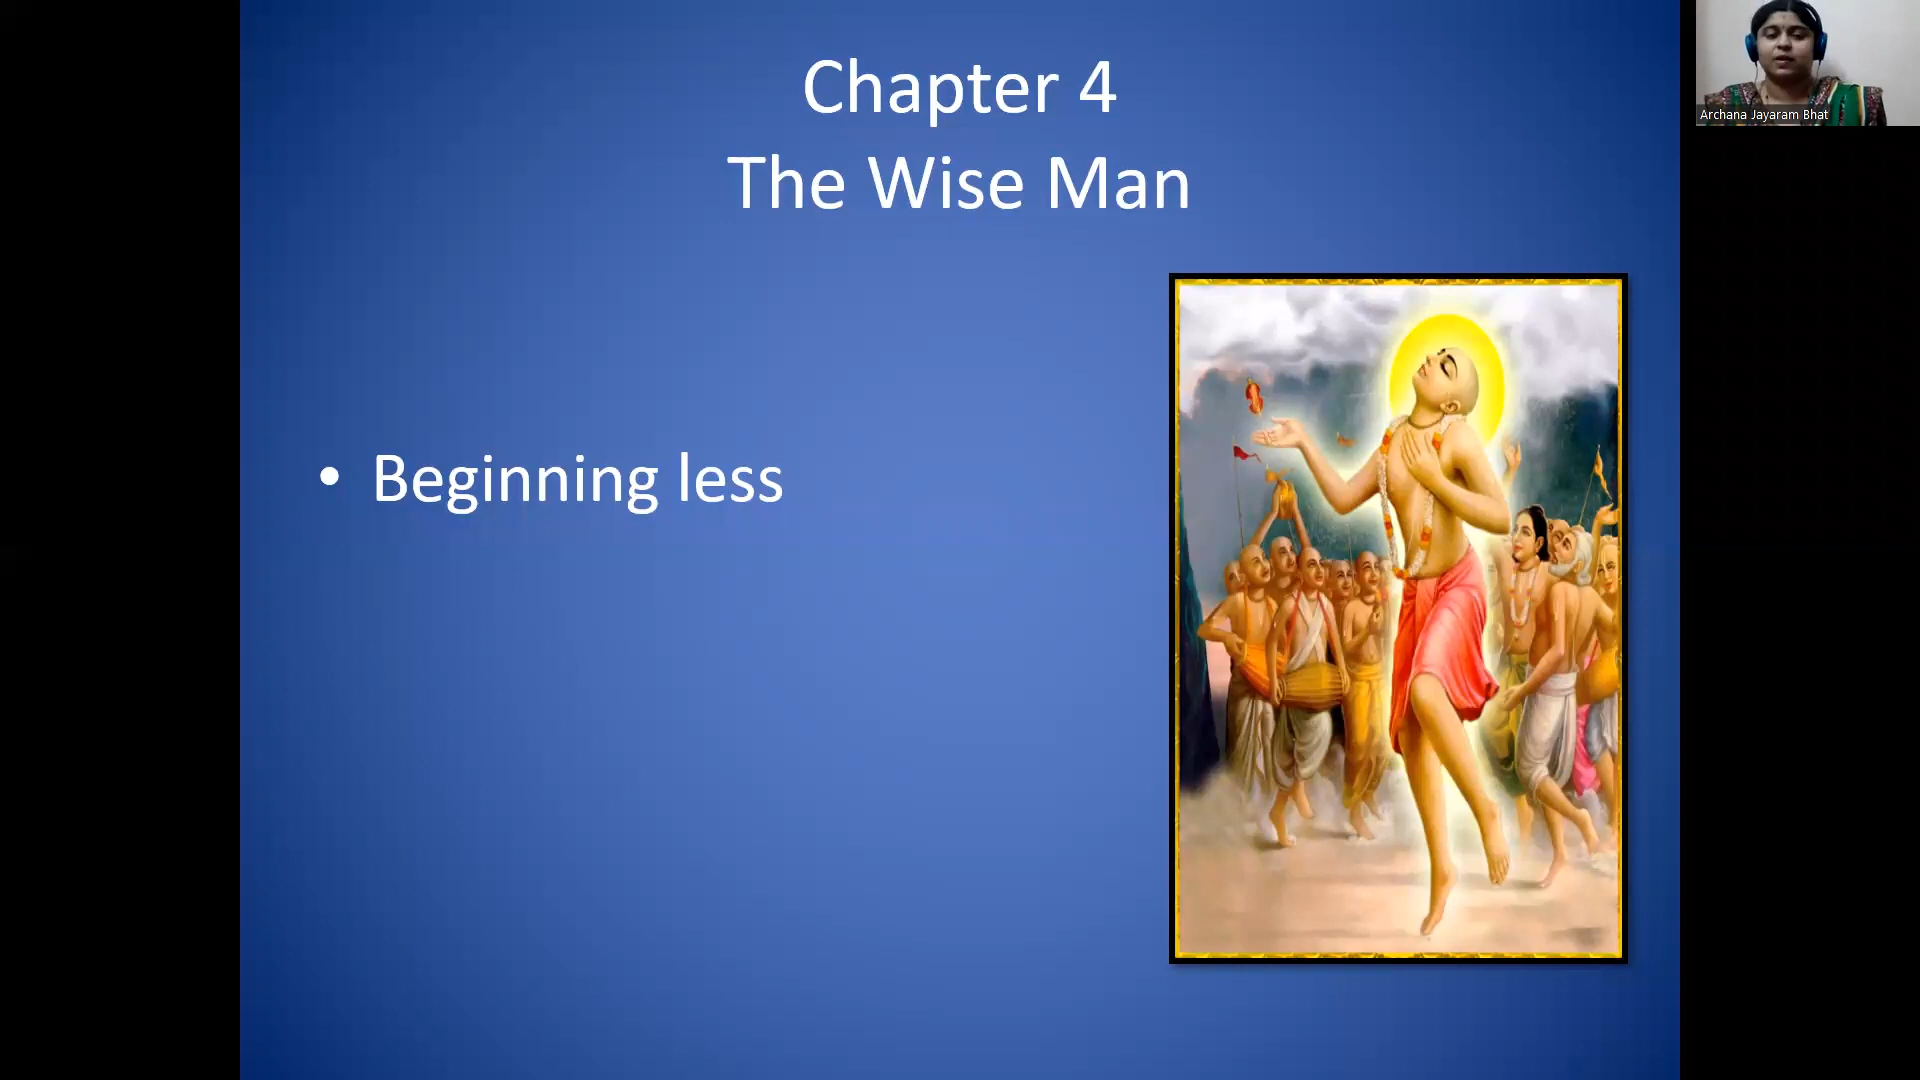 Chapter 4
The Wise Man
• Beginning less
Archana Jayaram Bhat